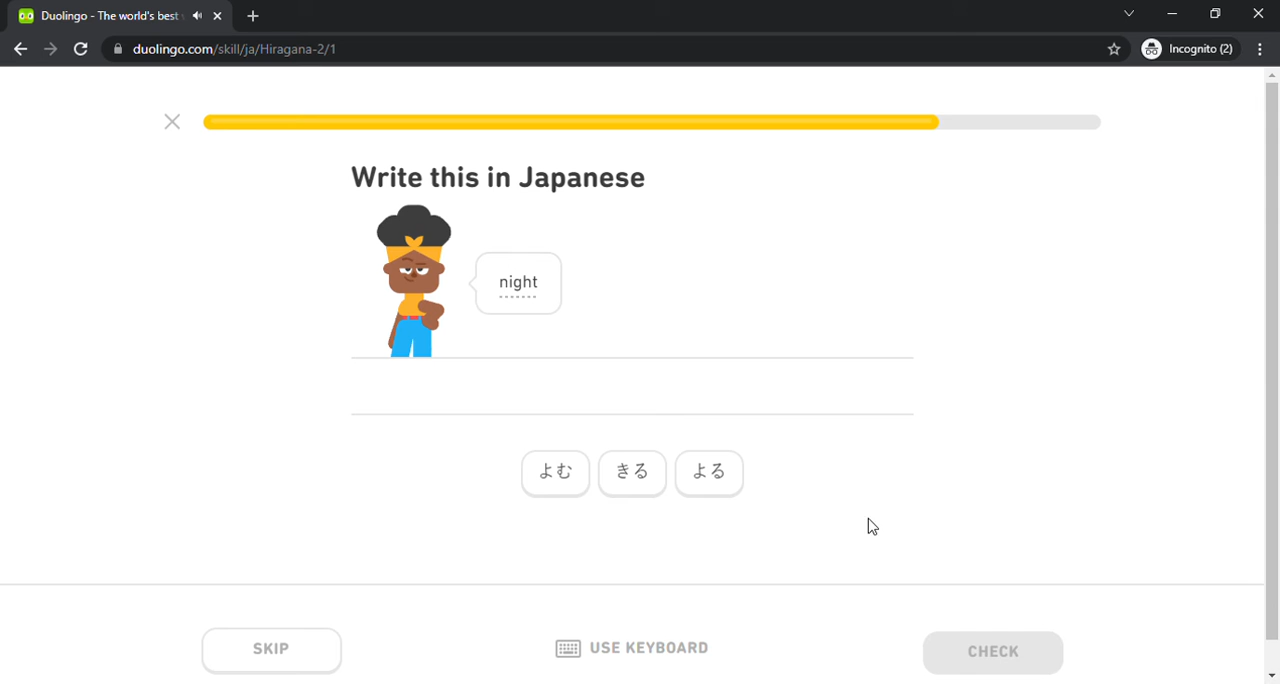 Duolingo - The world's best
duolingo.com/skill/ja/Hiragana-2/1
Incognito (2)
Write this in Japanese
night
よむ きる よる
SKIP
USE KEYBOARD
CHECK